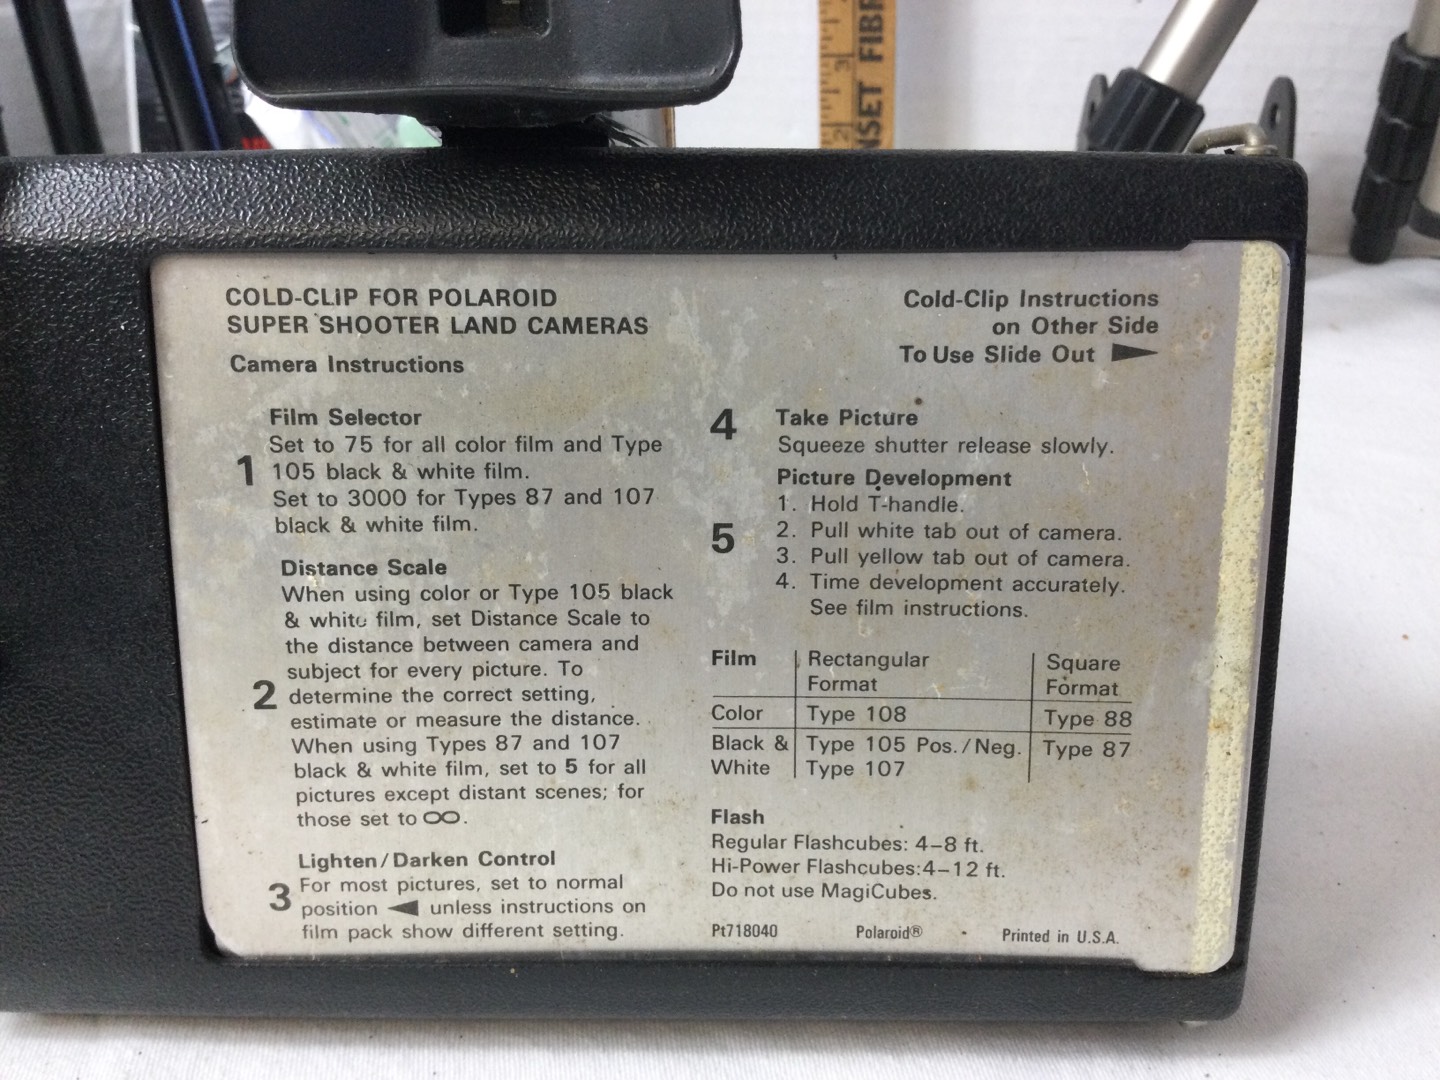 3
2
NSET FIBR
COLD-CLIP FOR POLAROID
SUPER SHOOTER LAND CAMERAS
Camera Instructions
Cold-Clip Instructions
on Other Side
To Use Slide Out ►
1
Film Selector
Set to 75 for all color film and Type
105 black & white film.
Set to 3000 for Types 87 and 107
black & white film.
2
Distance Scale
When using color or Type 105 black
& white film, set Distance Scale to
the distance between camera and
subject for every picture. To
determine the correct setting,
estimate or measure the distance.
When using Types 87 and 107
black & white film, set to 5 for all
pictures except distant scenes; for
those set to ∞.
3
Lighten/Darken Control
For most pictures, set to normal
position ◄ unless instructions on
film pack show different setting.
4
Take Picture
Squeeze shutter release slowly.
5
Picture Development
1. Hold T-handle.
2. Pull white tab out of camera.
3. Pull yellow tab out of camera.
4. Time development accurately.
See film instructions.
Film Rectangular Format Square Format
Color Type 108 Type 88
Black & White Type 105 Pos./Neg. Type 107 Type 87
Flash
Regular Flashcubes: 4–8 ft.
Hi-Power Flashcubes: 4–12 ft.
Do not use MagiCubes.
Pt718040 Polaroid® Printed in U.S.A.